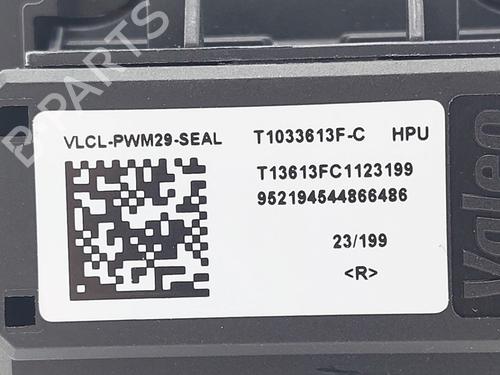 VLCL-PWM29-SEAL T1033613F-C HPU
T13613FC1123199
952194544866486
23/199
<R>
Valeo
B-PARTS